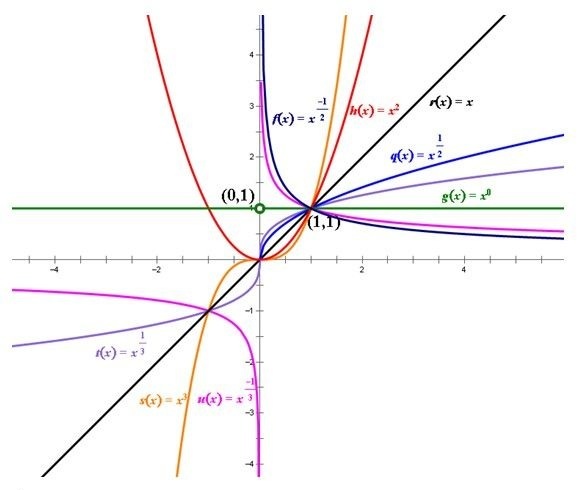 4
3
2
f(x) = x^{-1/2}
h(x) = x²
r(x) = x
q(x) = x^{1/2}
g(x) = x⁰
(0,1)
1
(1,1)
−4
−2
2
4
−1
t(x) = x^{1/3}
−2
s(x) = x³
u(x) = x^{-1/3}
−3
−4